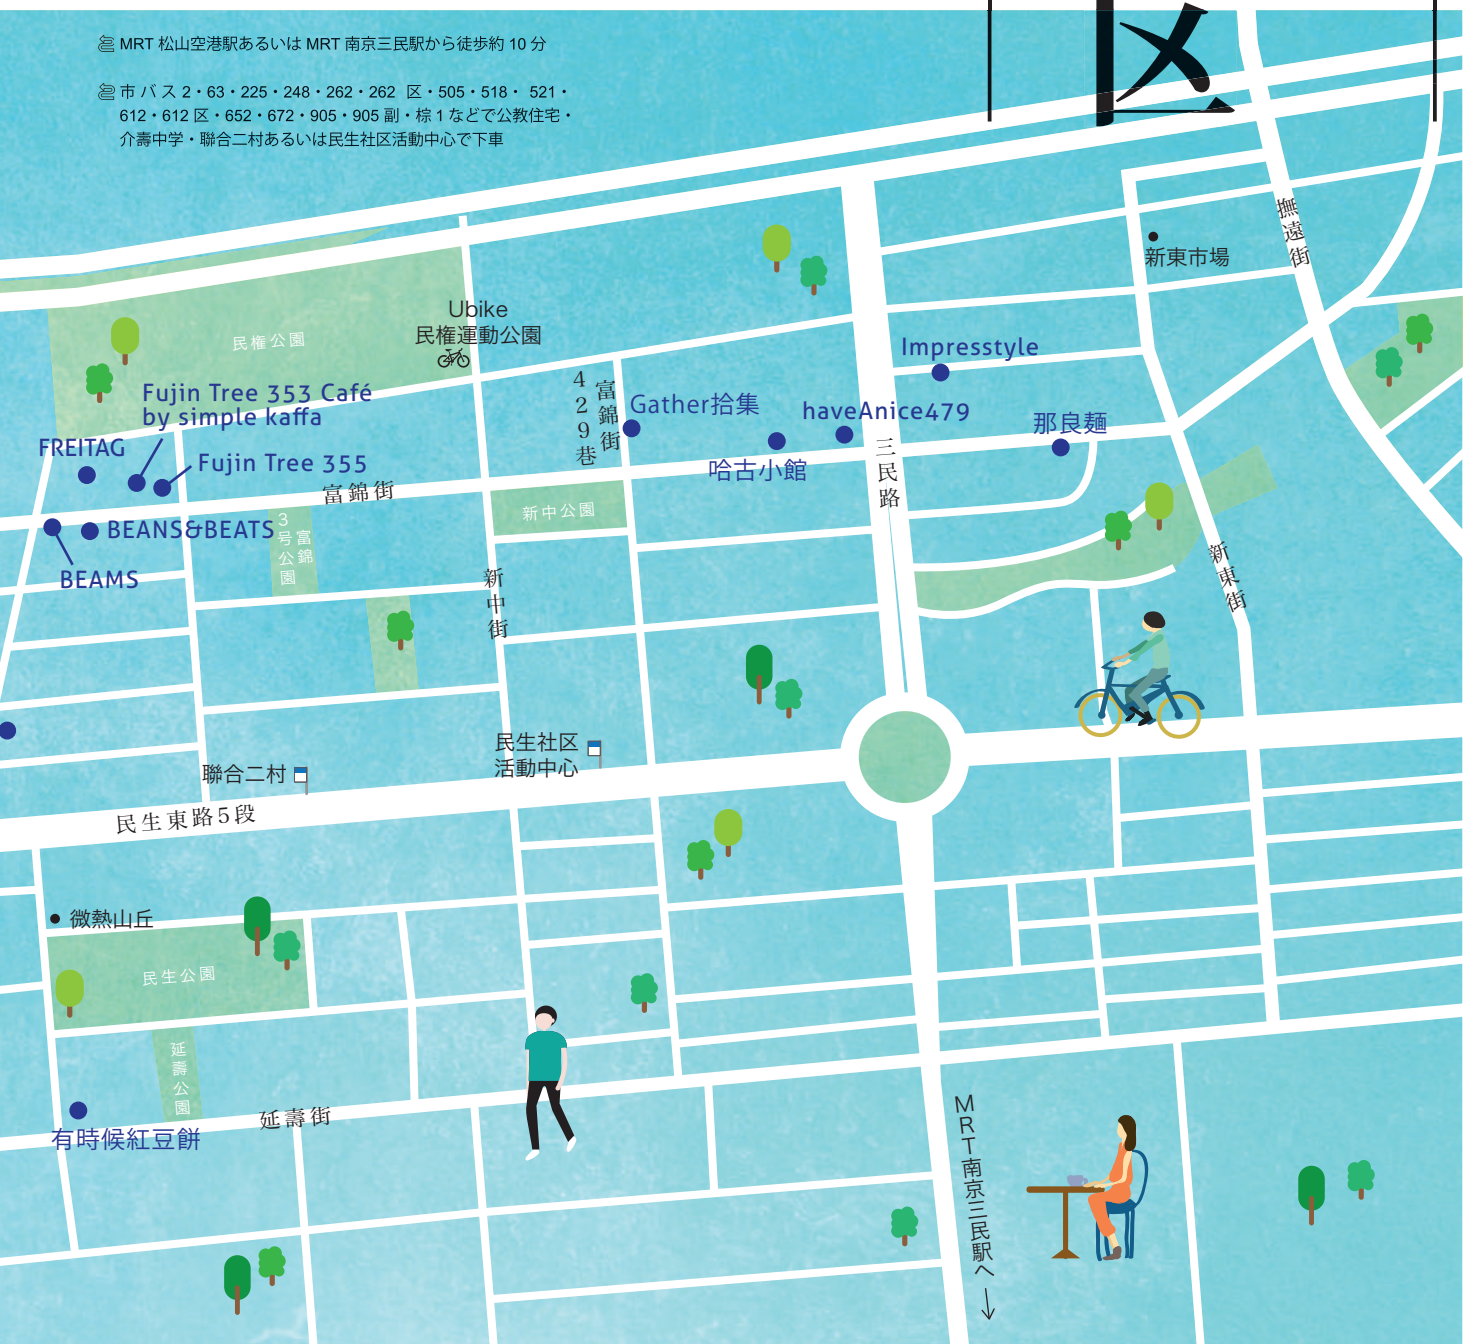 区
MRT 松山空港駅あるいは MRT 南京三民駅から徒歩約 10 分
市バス 2・63・225・248・262・262 区・505・518・ 521・
612・612 区・652・672・905・905 副・棕 1 などで公教住宅・
介壽中学・聯合二村あるいは民生社区活動中心で下車
撫遠街
新東市場
Ubike
民権運動公園
民権公園
Impresstyle
Fujin Tree 353 Café
by simple kaffa
富錦街
429巷
Gather拾集
haveAnice479
那良麺
FREITAG
Fujin Tree 355
哈古小館
三民路
富錦街
新中公園
BEANS&BEATS
富錦
3号公園
BEAMS
新中街
新東街
民生社区
活動中心
聯合二村
民生東路5段
微熱山丘
民生公園
延壽公園
延壽街
有時候紅豆餅
MRT南京三民駅へ